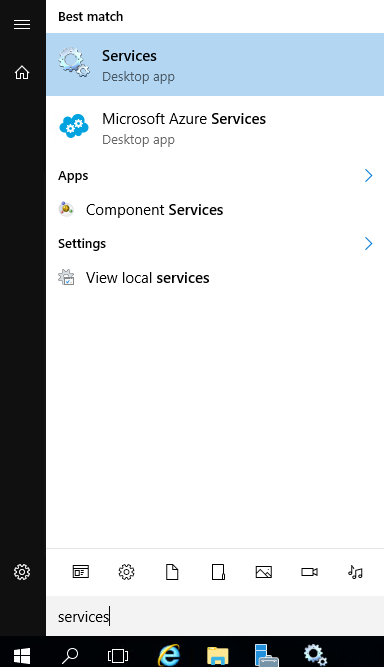 Best match
Services
Desktop app
Microsoft Azure Services
Desktop app
Apps
Component Services
Settings
View local services
services